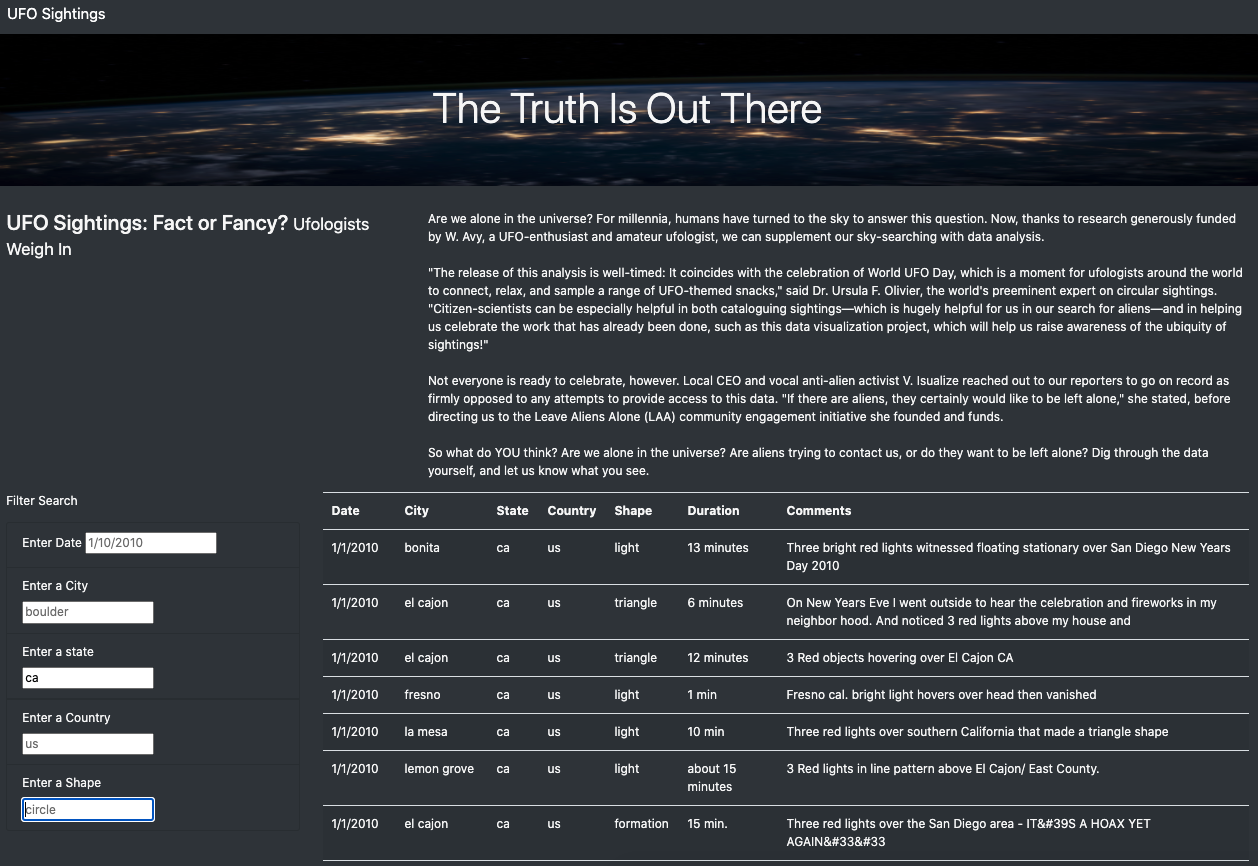 UFO Sightings
The Truth Is Out There
UFO Sightings: Fact or Fancy? Ufologists
Weigh In
Are we alone in the universe? For millennia, humans have turned to the sky to answer this question. Now, thanks to research generously funded
by W. Avy, a UFO-enthusiast and amateur ufologist, we can supplement our sky-searching with data analysis.
"The release of this analysis is well-timed: It coincides with the celebration of World UFO Day, which is a moment for ufologists around the world
to connect, relax, and sample a range of UFO-themed snacks," said Dr. Ursula F. Olivier, the world's preeminent expert on circular sightings.
"Citizen-scientists can be especially helpful in both cataloguing sightings—which is hugely helpful for us in our search for aliens—and in helping
us celebrate the work that has already been done, such as this data visualization project, which will help us raise awareness of the ubiquity of
sightings!"
Not everyone is ready to celebrate, however. Local CEO and vocal anti-alien activist V. Isualize reached out to our reporters to go on record as
firmly opposed to any attempts to provide access to this data. "If there are aliens, they certainly would like to be left alone," she stated, before
directing us to the Leave Aliens Alone (LAA) community engagement initiative she founded and funds.
So what do YOU think? Are we alone in the universe? Are aliens trying to contact us, or do they want to be left alone? Dig through the data
yourself, and let us know what you see.
Filter Search
Enter Date 1/10/2010
Enter a City
boulder
Enter a state
ca
Enter a Country
us
Enter a Shape
circle
Date City State Country Shape Duration Comments
1/1/2010 bonita ca us light 13 minutes Three bright red lights witnessed floating stationary over San Diego New Years
Day 2010
1/1/2010 el cajon ca us triangle 6 minutes On New Years Eve I went outside to hear the celebration and fireworks in my
neighbor hood. And noticed 3 red lights above my house and
1/1/2010 el cajon ca us triangle 12 minutes 3 Red objects hovering over El Cajon CA
1/1/2010 fresno ca us light 1 min Fresno cal. bright light hovers over head then vanished
1/1/2010 la mesa ca us light 10 min Three red lights over southern California that made a triangle shape
1/1/2010 lemon grove ca us light about 15 3 Red lights in line pattern above El Cajon/ East County.
minutes
1/1/2010 el cajon ca us formation 15 min. Three red lights over the San Diego area - IT&#39S A HOAX YET
AGAIN&#33&#33